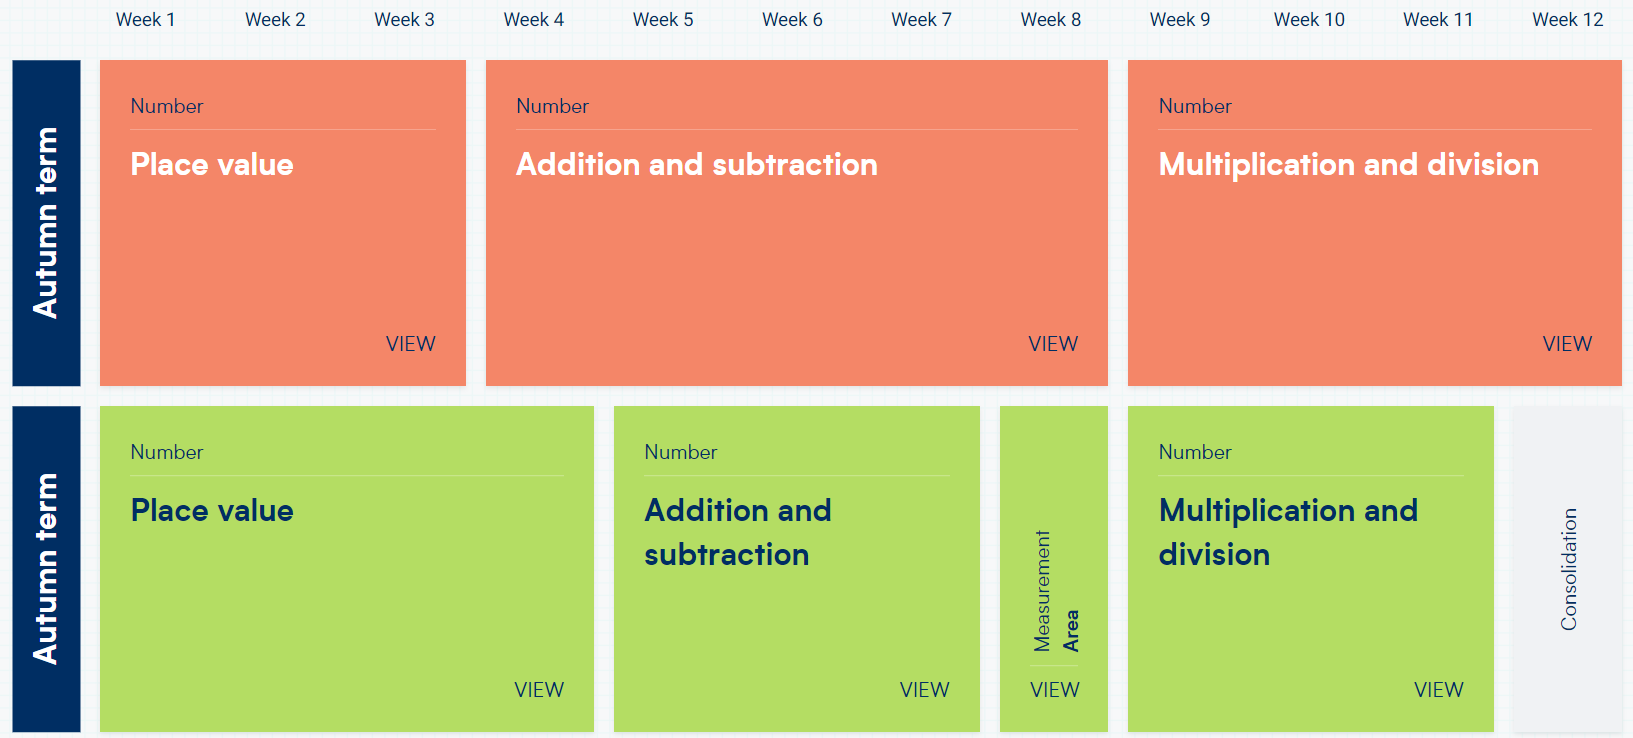 Week 1 Week 2 Week 3 Week 4 Week 5 Week 6 Week 7 Week 8 Week 9 Week 10 Week 11 Week 12
Autumn term
Number
Place value
VIEW
Number
Addition and subtraction
VIEW
Number
Multiplication and division
VIEW
Autumn term
Number
Place value
VIEW
Number
Addition and
subtraction
VIEW
Measurement
Area
VIEW
Number
Multiplication and
division
VIEW
Consolidation